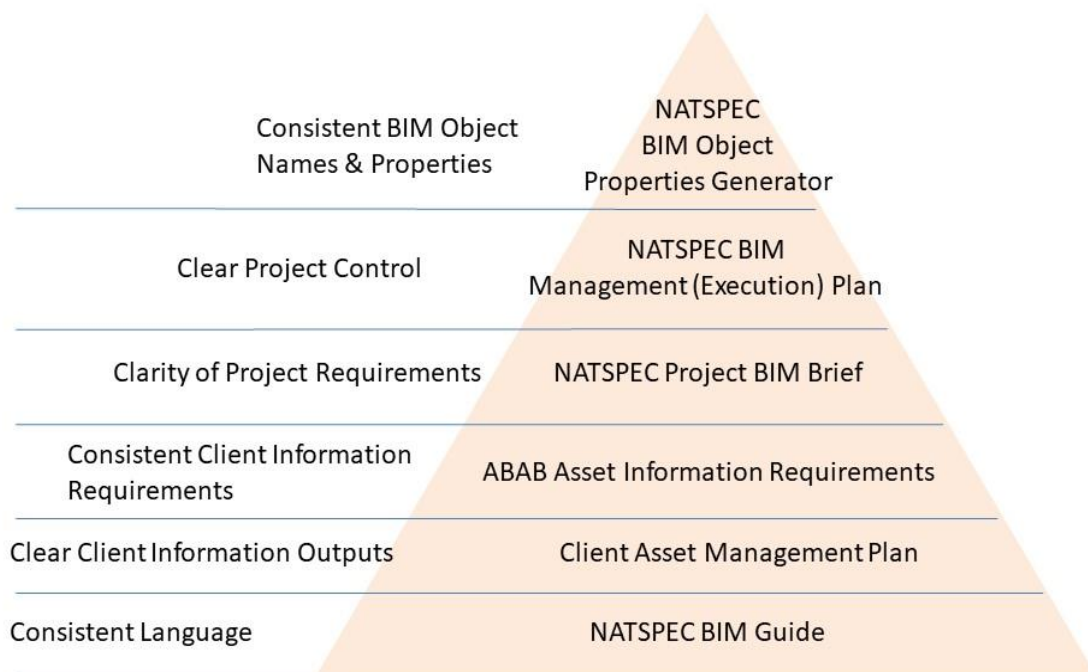 Consistent BIM Object
Names & Properties
NATSPEC
BIM Object
Properties Generator
Clear Project Control
NATSPEC BIM
Management (Execution) Plan
Clarity of Project Requirements
NATSPEC Project BIM Brief
Consistent Client Information
Requirements
ABAB Asset Information Requirements
Clear Client Information Outputs
Client Asset Management Plan
Consistent Language
NATSPEC BIM Guide